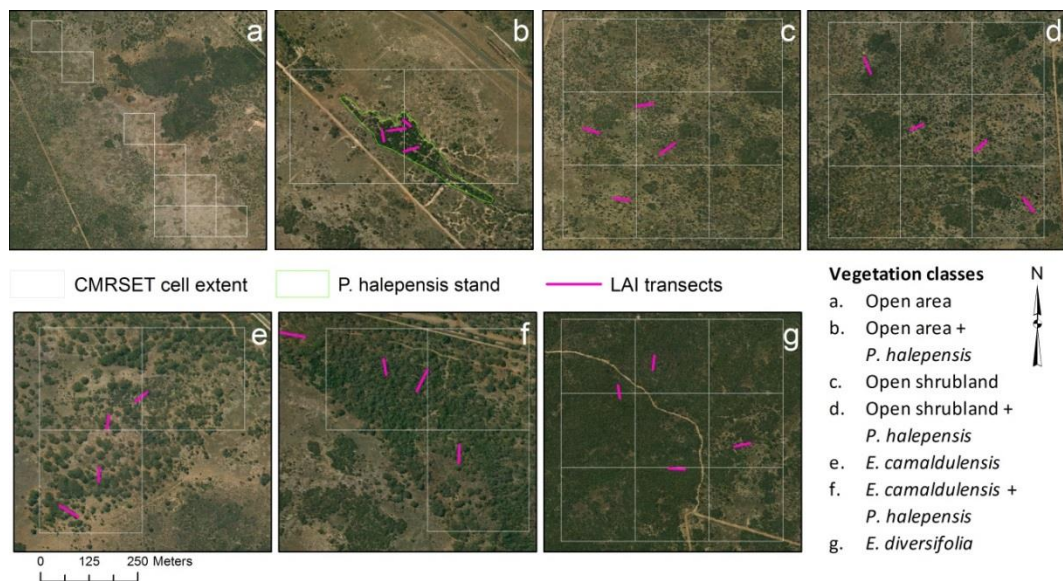 a
b
c
d
CMRSET cell extent
P. halepensis stand
LAI transects
e
f
g
0 125 250 Meters
Vegetation classes
N
a. Open area
b. Open area +
P. halepensis
c. Open shrubland
d. Open shrubland +
P. halepensis
e. E. camaldulensis
f. E. camaldulensis +
P. halepensis
g. E. diversifolia